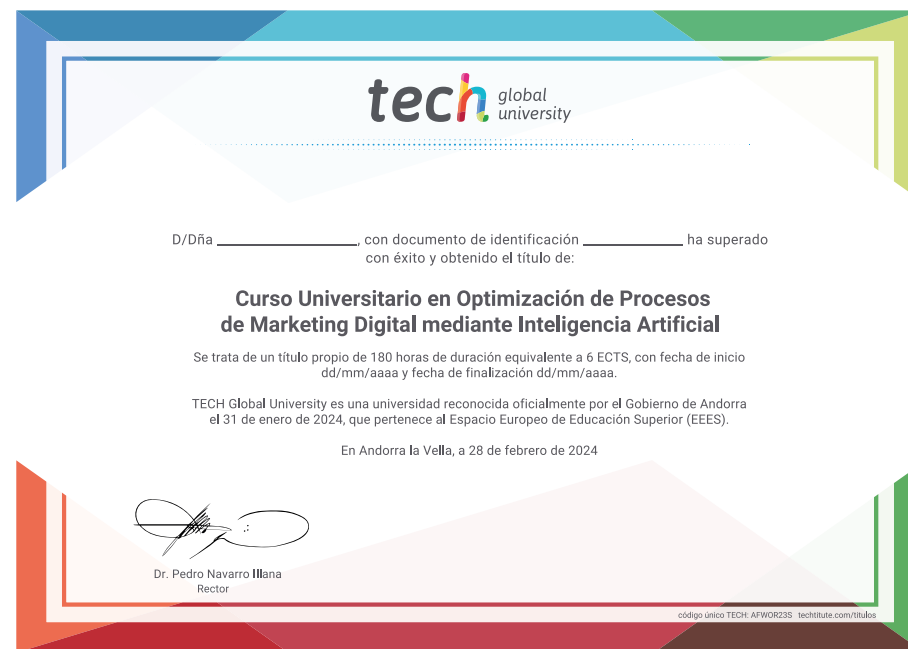 tech global university
D/Dña ________________, con documento de identificación ____________ ha superado
con éxito y obtenido el título de:
Curso Universitario en Optimización de Procesos
de Marketing Digital mediante Inteligencia Artificial
Se trata de un título propio de 180 horas de duración equivalente a 6 ECTS, con fecha de inicio
dd/mm/aaaa y fecha de finalización dd/mm/aaaa.
TECH Global University es una universidad reconocida oficialmente por el Gobierno de Andorra
el 31 de enero de 2024, que pertenece al Espacio Europeo de Educación Superior (EEES).
En Andorra la Vella, a 28 de febrero de 2024
Dr. Pedro Navarro Illana
Rector
código único TECH: AFWOR23S techtitute.com/titulos